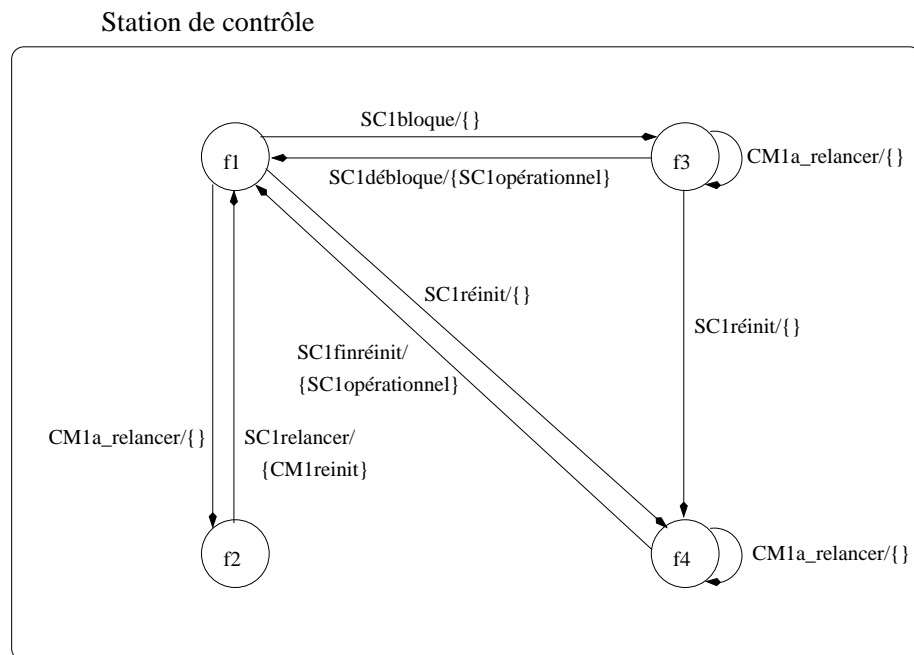 Station de contrôle
SC1bloque/{}
f1
f3
CM1a_relancer/{}
SC1débloque/{SC1opérationnel}
SC1réinit/{}
SC1réinit/{}
SC1finréinit/
{SC1opérationnel}
CM1a_relancer/{}
SC1relancer/
{CM1reinit}
f2
f4
CM1a_relancer/{}